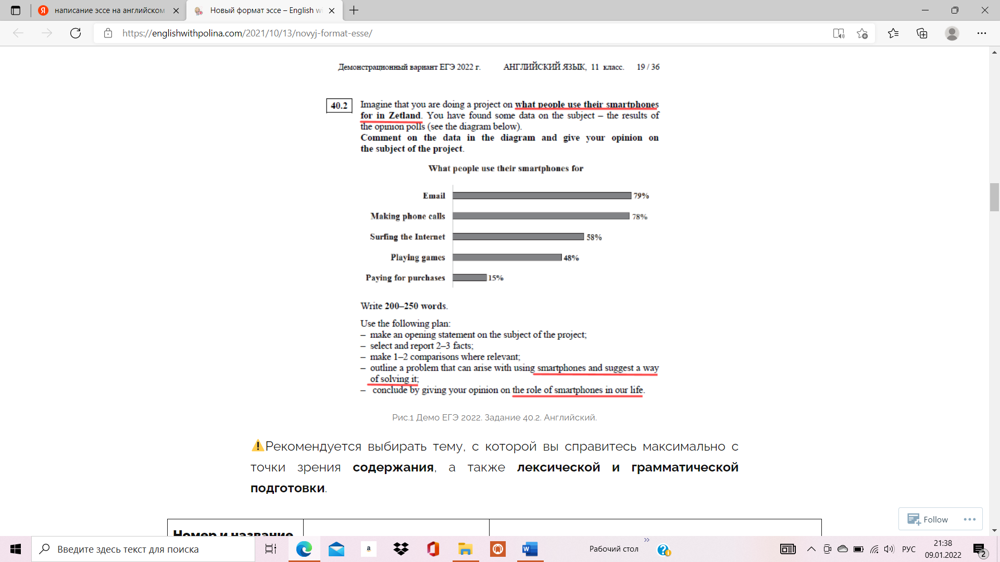 написание эссе на английском
Новый формат эссе – English wi
https://englishwithpolina.com/2021/10/13/novyj-format-esse/
Демонстрационный вариант ЕГЭ 2022 г. АНГЛИЙСКИЙ ЯЗЫК, 11 класс. 19 / 36
40.2
Imagine that you are doing a project on what people use their smartphones
for in Zetland. You have found some data on the subject – the results of
the opinion polls (see the diagram below).
Comment on the data in the diagram and give your opinion on
the subject of the project.
What people use their smartphones for
Email 79%
Making phone calls 78%
Surfing the Internet 58%
Playing games 48%
Paying for purchases 15%
Write 200–250 words.
Use the following plan:
– make an opening statement on the subject of the project;
– select and report 2–3 facts;
– make 1–2 comparisons where relevant;
– outline a problem that can arise with using smartphones and suggest a way
of solving it;
– conclude by giving your opinion on the role of smartphones in our life.
Рис.1 Демо ЕГЭ 2022. Задание 40.2. Английский.
Рекомендуется выбирать тему, с которой вы справитесь максимально с
точки зрения содержания, а также лексической и грамматической
подготовки.
Follow
Номер и название
Введите здесь текст для поиска
a
Рабочий стол
РУС
21:38
09.01.2022
2